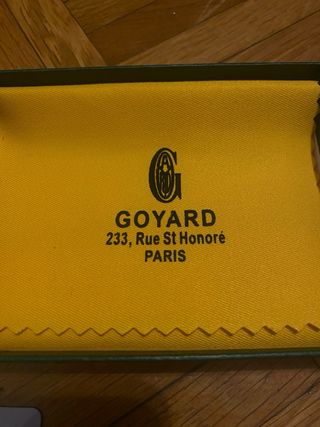 GOYARD
233, Rue St Honoré
PARIS